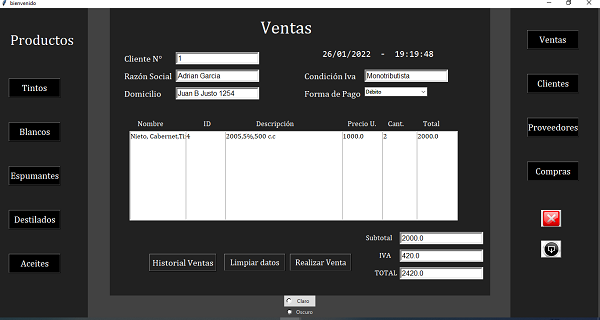 bienvenido
Productos
Tintos
Blancos
Espumantes
Destilados
Aceites
Ventas
26/01/2022 - 19:19:48
Cliente N° 1
Razón Social Adrian Garcia Condición Iva Monotributista
Domicilio Juan B Justo 1254 Forma de Pago Debito
Nombre ID Descripción Precio U. Cant. Total
Nieto, Cabernet,Ti 4 2005,5%,500 c.c 1000.0 2 2000.0
Subtotal 2000.0
IVA 420.0
TOTAL 2420.0
Historial Ventas Limpiar datos Realizar Venta
Claro
Oscuro
Ventas
Clientes
Proveedores
Compras